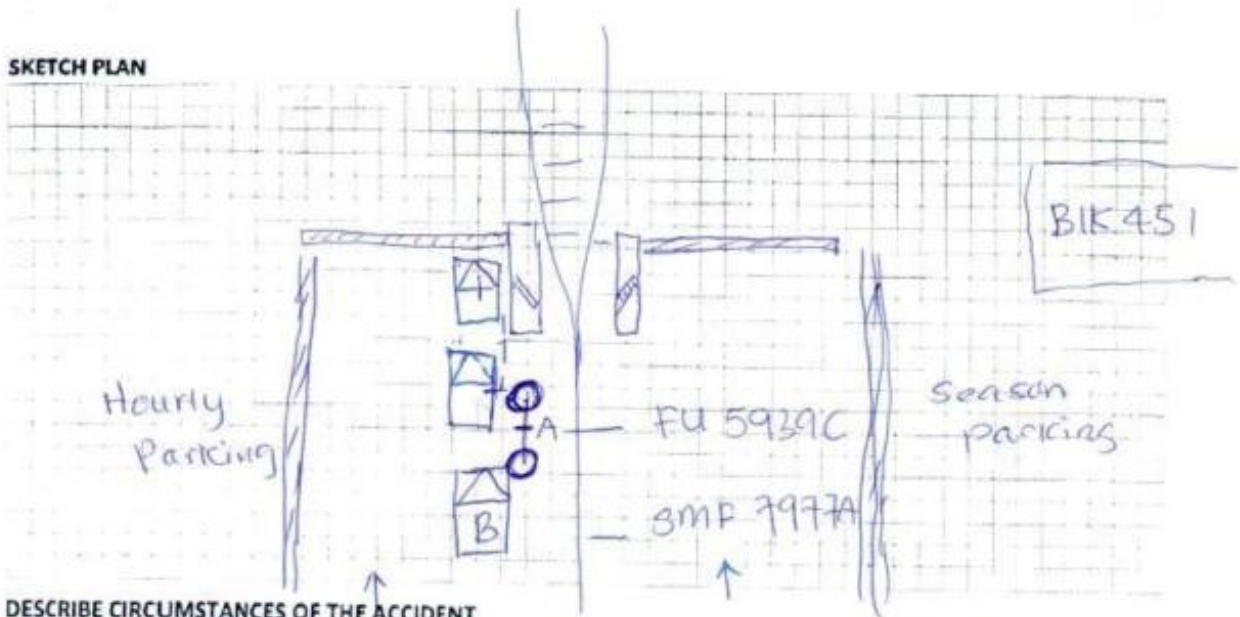 SKETCH PLAN
BIK.451
Hourly
Parking
Season
parking
A
FU 5939C
B
SMF 7977A
DESCRIBE CIRCUMSTANCES OF THE ACCIDENT